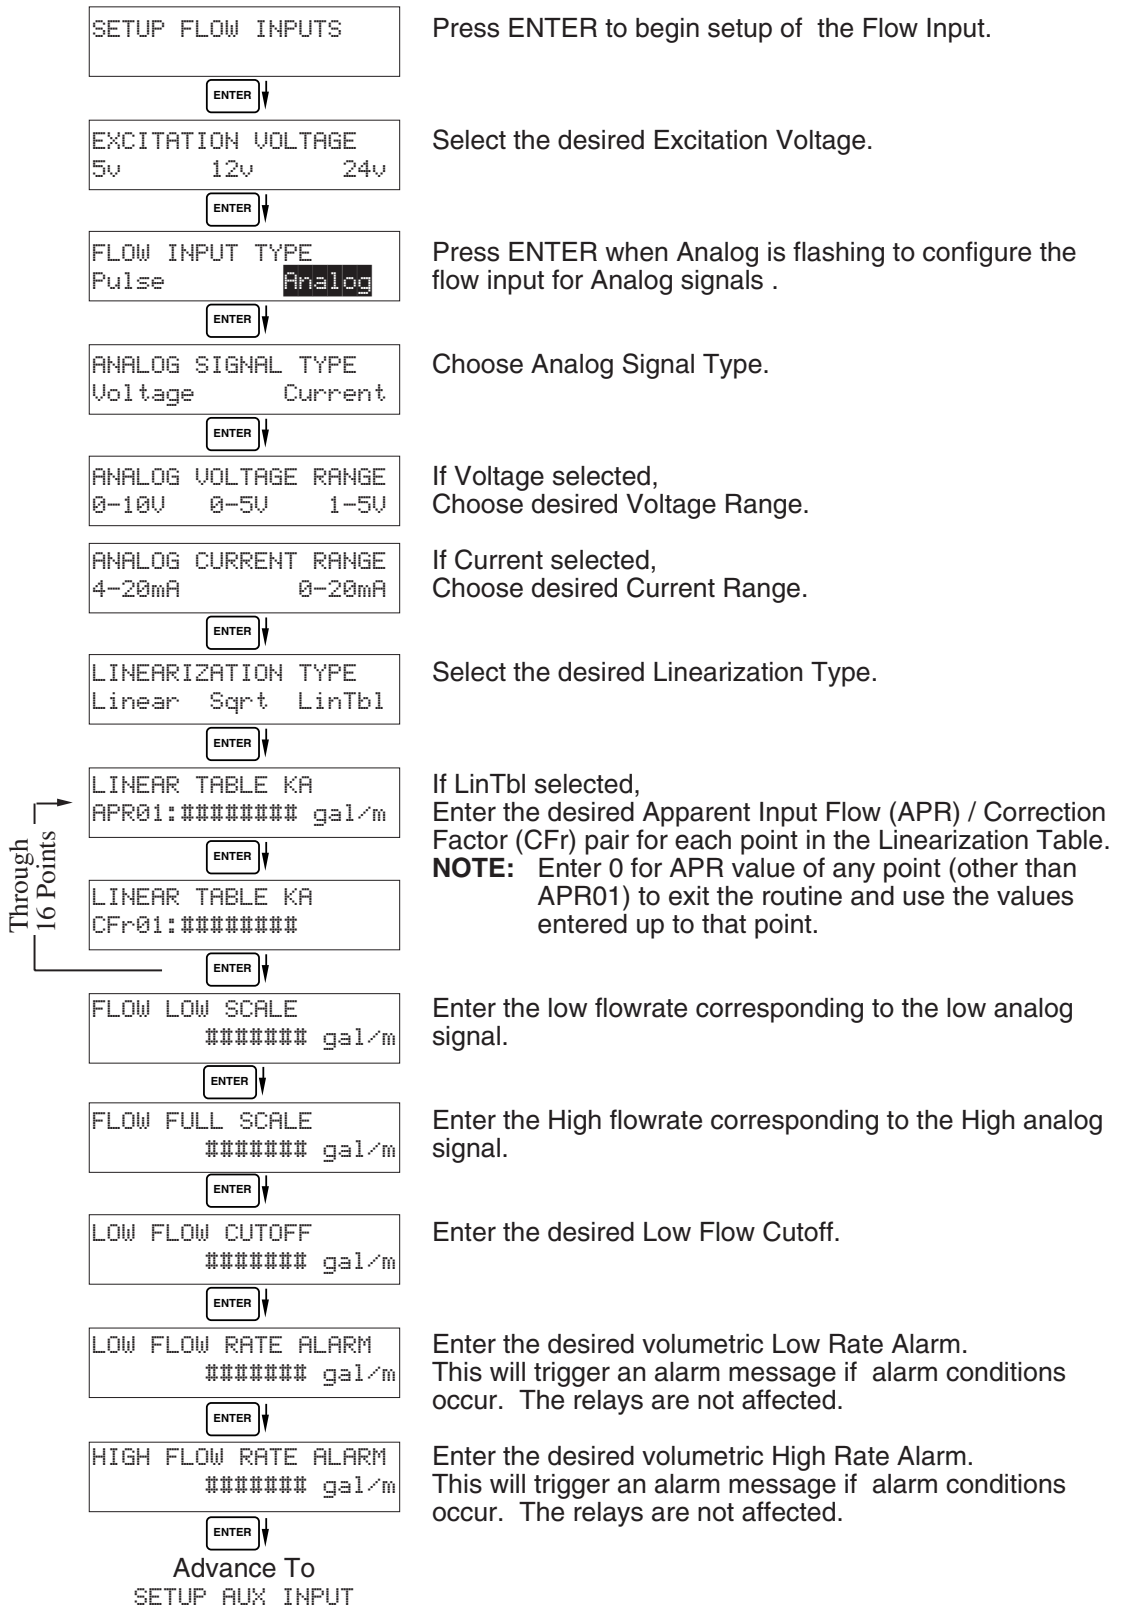 SETUP FLOW INPUTS
Press ENTER to begin setup of the Flow Input.
ENTER
EXCITATION VOLTAGE
5v 12v 24v
Select the desired Excitation Voltage.
ENTER
FLOW INPUT TYPE
Pulse Analog
Press ENTER when Analog is flashing to configure the
flow input for Analog signals .
ENTER
ANALOG SIGNAL TYPE
Voltage Current
Choose Analog Signal Type.
ENTER
ANALOG VOLTAGE RANGE
0-10V 0-5V 1-5V
If Voltage selected,
Choose desired Voltage Range.
ANALOG CURRENT RANGE
4-20mA 0-20mA
If Current selected,
Choose desired Current Range.
ENTER
LINEARIZATION TYPE
Linear Sqrt LinTbl
Select the desired Linearization Type.
ENTER
Through
16 Points
LINEAR TABLE KA
APR01:######## gal/m
ENTER
LINEAR TABLE KA
CFr01:########
If LinTbl selected,
Enter the desired Apparent Input Flow (APR) / Correction
Factor (CFr) pair for each point in the Linearization Table.
NOTE: Enter 0 for APR value of any point (other than
APR01) to exit the routine and use the values
entered up to that point.
ENTER
FLOW LOW SCALE
####### gal/m
Enter the low flowrate corresponding to the low analog
signal.
ENTER
FLOW FULL SCALE
####### gal/m
Enter the High flowrate corresponding to the High analog
signal.
ENTER
LOW FLOW CUTOFF
####### gal/m
Enter the desired Low Flow Cutoff.
ENTER
LOW FLOW RATE ALARM
####### gal/m
Enter the desired volumetric Low Rate Alarm.
This will trigger an alarm message if alarm conditions
occur. The relays are not affected.
ENTER
HIGH FLOW RATE ALARM
####### gal/m
Enter the desired volumetric High Rate Alarm.
This will trigger an alarm message if alarm conditions
occur. The relays are not affected.
ENTER
Advance To
SETUP AUX INPUT